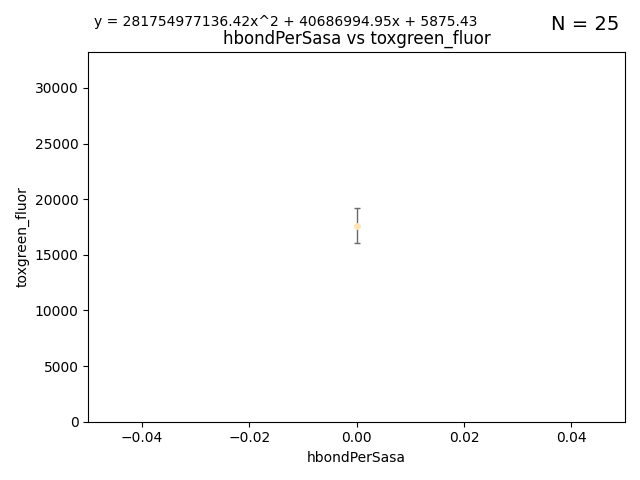 y = 281754977136.42x^2 + 40686994.95x + 5875.43
N = 25
hbondPerSasa vs toxgreen_fluor
30000
25000
20000
15000
10000
5000
0
toxgreen_fluor
−0.04
−0.02
0.00
0.02
0.04
hbondPerSasa